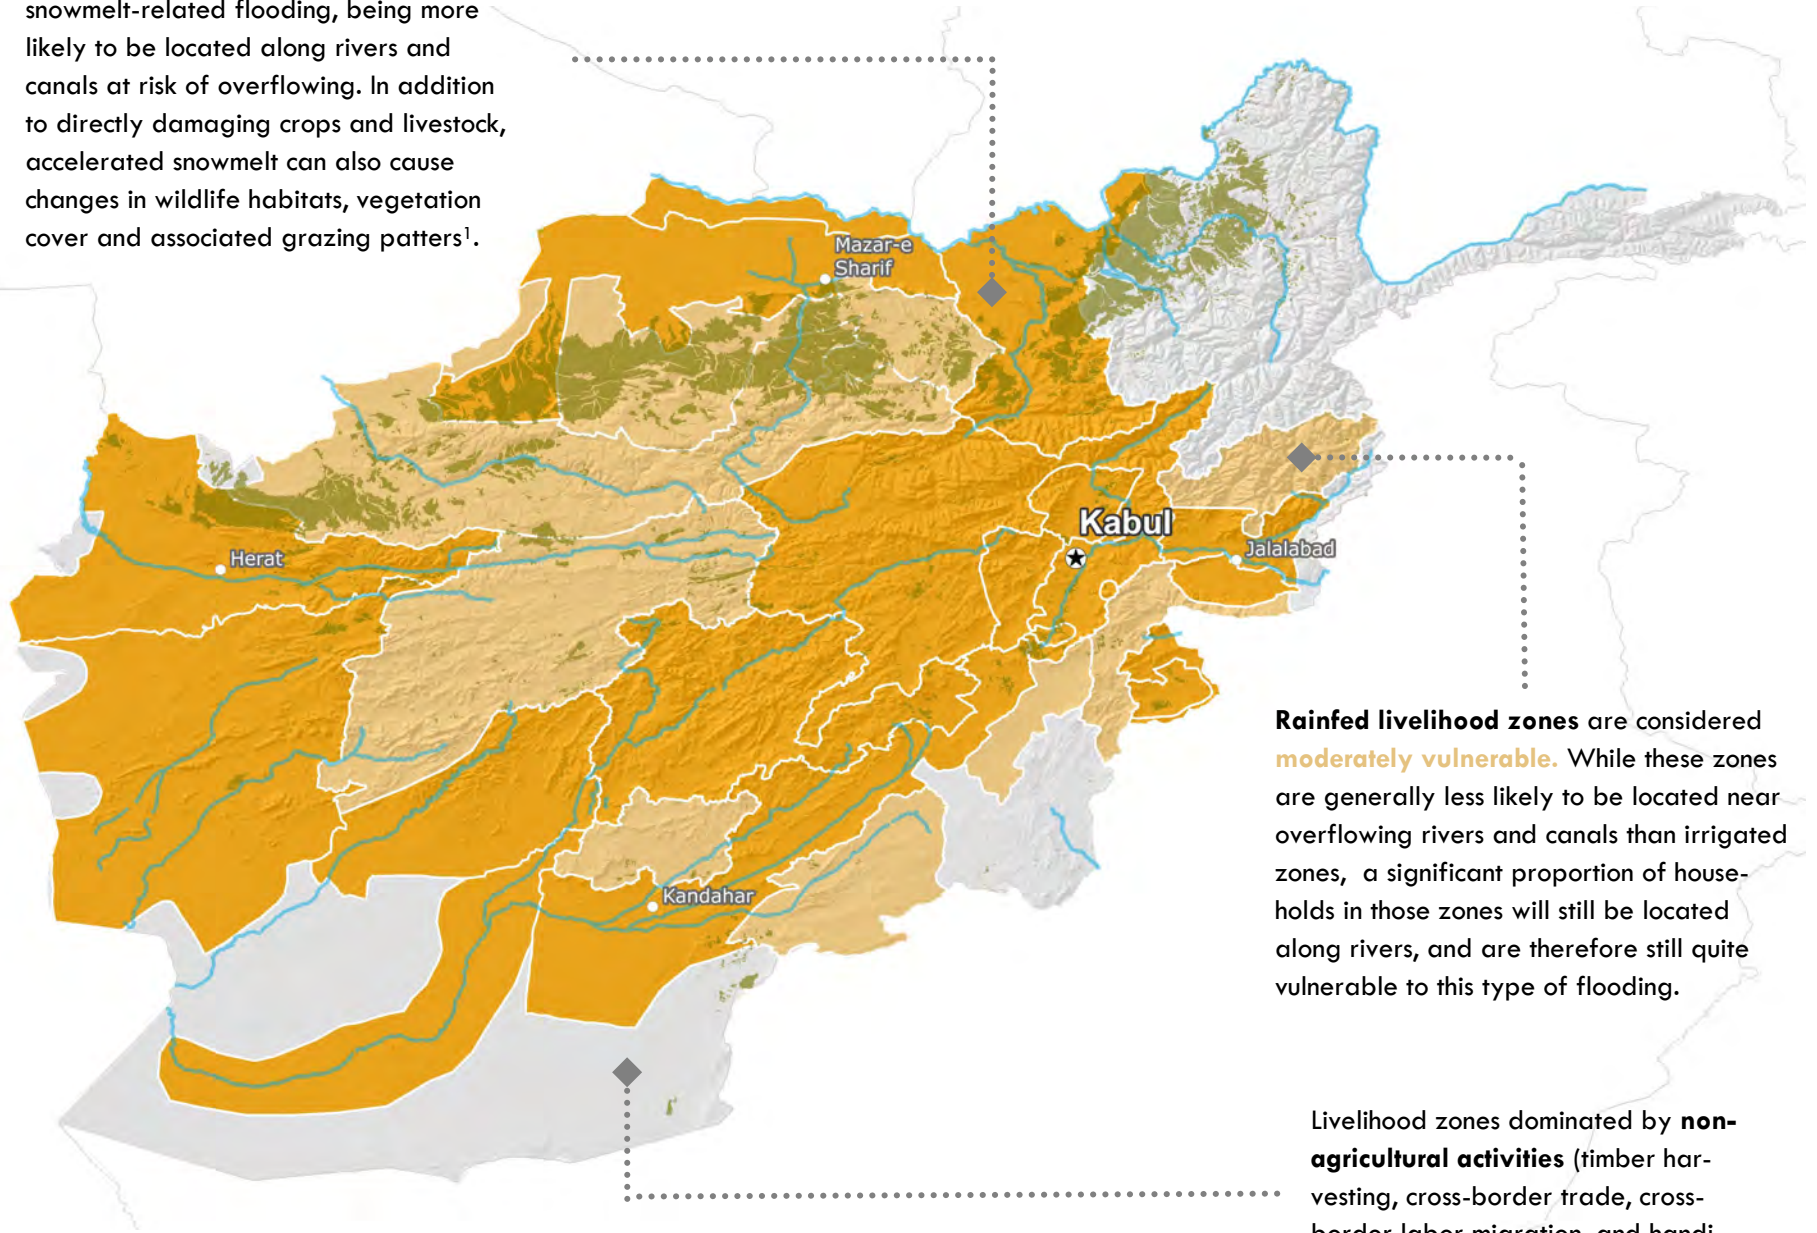 snowmelt-related flooding, being more
likely to be located along rivers and
canals at risk of overflowing. In addition
to directly damaging crops and livestock,
accelerated snowmelt can also cause
changes in wildlife habitats, vegetation
cover and associated grazing patters¹.
Mazar-e
Sharif
Kabul
Jalalabad
Herat
Kandahar
Rainfed livelihood zones are considered
moderately vulnerable. While these zones
are generally less likely to be located near
overflowing rivers and canals than irrigated
zones, a significant proportion of house-
holds in those zones will still be located
along rivers, and are therefore still quite
vulnerable to this type of flooding.
Livelihood zones dominated by non-
agricultural activities (timber har-
vesting, cross-border trade, cross-
border labor migration, and handi